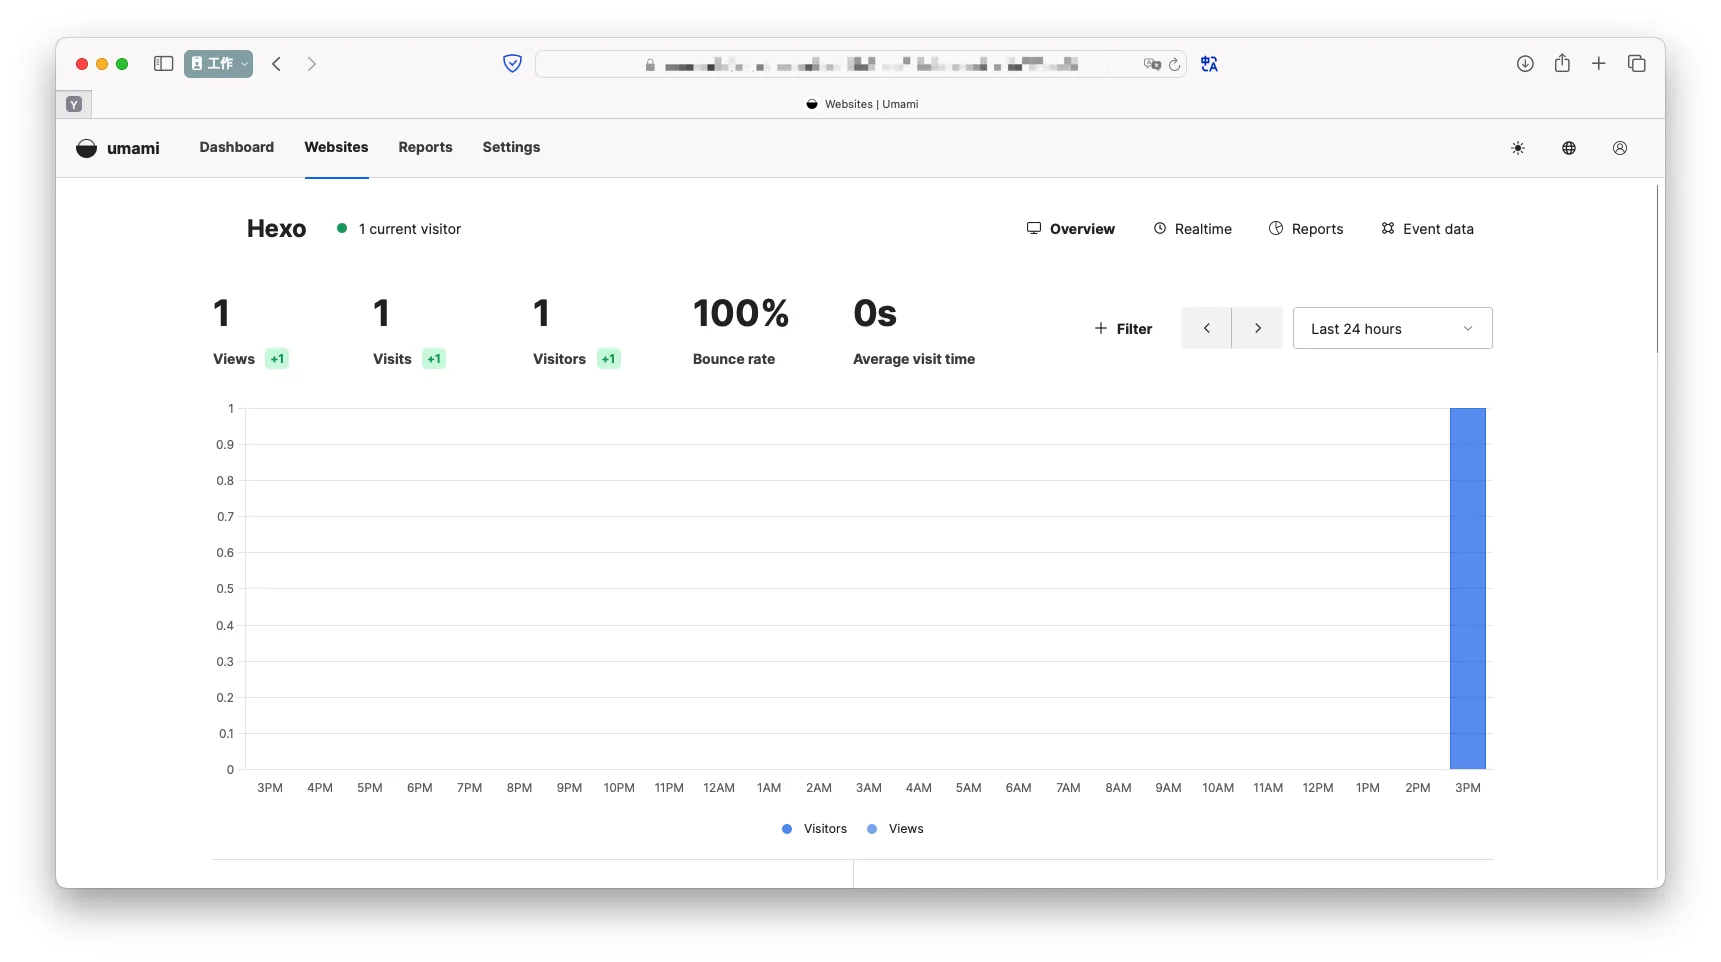 工作
Y
Websites | Umami
umami Dashboard Websites Reports Settings
Hexo 1 current visitor Overview Realtime Reports Event data
1 1 1 100% 0s
Views +1 Visits +1 Visitors +1 Bounce rate Average visit time
Filter Last 24 hours
1
0.9
0.8
0.7
0.6
0.5
0.4
0.3
0.2
0.1
0
3PM 4PM 5PM 6PM 7PM 8PM 9PM 10PM 11PM 12AM 1AM 2AM 3AM 4AM 5AM 6AM 7AM 8AM 9AM 10AM 11AM 12PM 1PM 2PM 3PM
Visitors Views